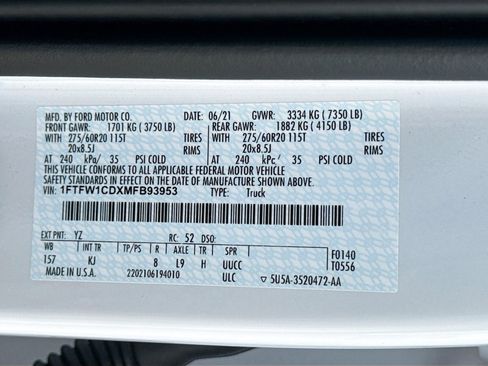 MFD. BY FORD MOTOR CO. 06/21 GVWR: 3334 KG ( 7350 LB)
FRONT GAWR: 1701 KG ( 3750 LB) REAR GAWR: 1882 KG ( 4150 LB)
WITH 275/60R20 115T TIRES WITH 275/60R20 115T TIRES
20x8.5J RIMS 20x8.5J RIMS
AT 240 kPa/ 35 PSI COLD AT 240 kPc/ 35 PSI COLD
THIS VEHICLE CONFORMS TO ALL APPLICABLE FEDERAL MOTOR VEHICLE
SAFETY STANDARDS IN EFFECT ON THE DATE OF MANUFACTURE SHOWN ABOVE.
VIN: 1FTFW1CDXMFB93953 TYPE: Truck
EXT PNT: YZ RC: 52 DSO:
WB INT TR TP/PS R AXLE TR SPR F0140
157 KJ 8 L9 H UUCC T0556
MADE IN U.S.A. 2202106194010 ULC ▽ 5U5A-3520472-AA